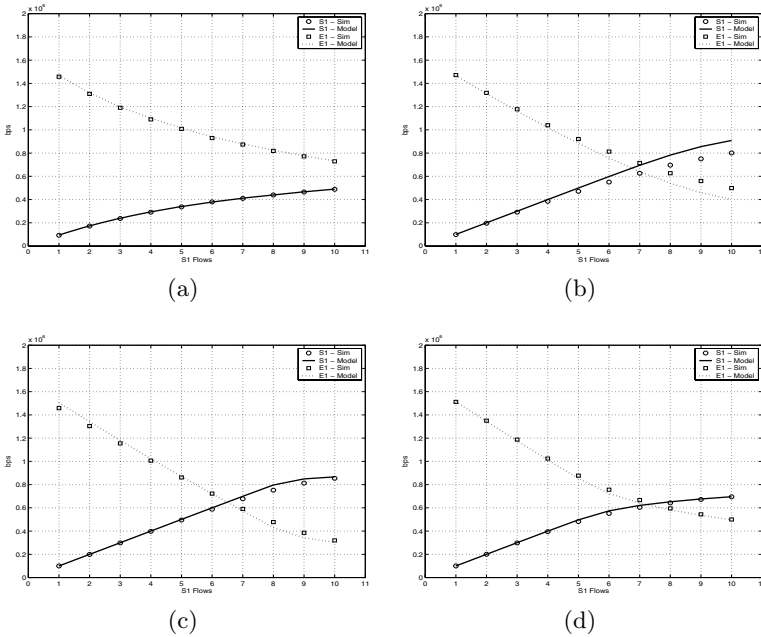 x 10⁶
2
1.8
1.6
1.4
1.2
1
0.8
0.6
0.4
0.2
0
bps
S1 – Sim
S1 – Model
E1 – Sim
E1 – Model
0 1 2 3 4 5 6 7 8 9 10 11
S1 Flows
(a)
x 10⁶
2
1.8
1.6
1.4
1.2
1
0.8
0.6
0.4
0.2
0
bps
S1 – Sim
S1 – Model
E1 – Sim
E1 – Model
0 1 2 3 4 5 6 7 8 9 10
S1 Flows
(b)
x 10⁶
2
1.8
1.6
1.4
1.2
1
0.8
0.6
0.4
0.2
0
bps
S1 – Sim
S1 – Model
E1 – Sim
E1 – Model
0 1 2 3 4 5 6 7 8 9 10 11
S1 Flows
(c)
x 10⁶
2
1.8
1.6
1.4
1.2
1
0.8
0.6
0.4
0.2
0
bps
S1 – Sim
S1 – Model
E1 – Sim
E1 – Model
0 1 2 3 4 5 6 7 8 9 10
S1 Flows
(d)